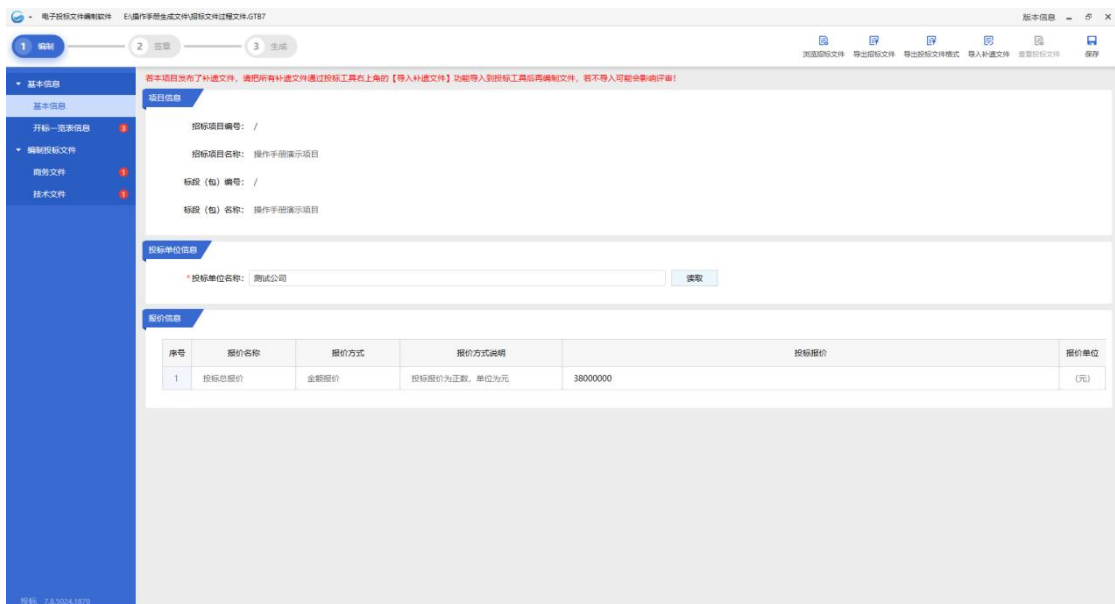 电子投标文件编制软件 E:\操作手册生成文件\招标文件过程文件.GTB7 版本信息
1 编制 2 签章 3 生成
浏览招标文件 导出招标文件 导出投标文件格式 导入补遗文件 查看投标文件 保存
若本项目发布了补遗文件，请把所有补遗文件通过投标工具右上角的【导入补遗文件】功能导入到投标工具后再编制文件，若不导入可能会影响评审！
基本信息
基本信息
开标一览表信息 3
编制投标文件
商务文件 1
技术文件 1
项目信息
招标项目编号： /
招标项目名称： 操作手册演示项目
标段（包）编号： /
标段（包）名称： 操作手册演示项目
投标单位信息
*投标单位名称： 测试公司 读取
报价信息
序号 报价名称 报价方式 报价方式说明 投标报价 报价单位
1 投标总报价 金额报价 投标报价为正数，单位为元 38000000 （元）
投标 7.8.5024.1870